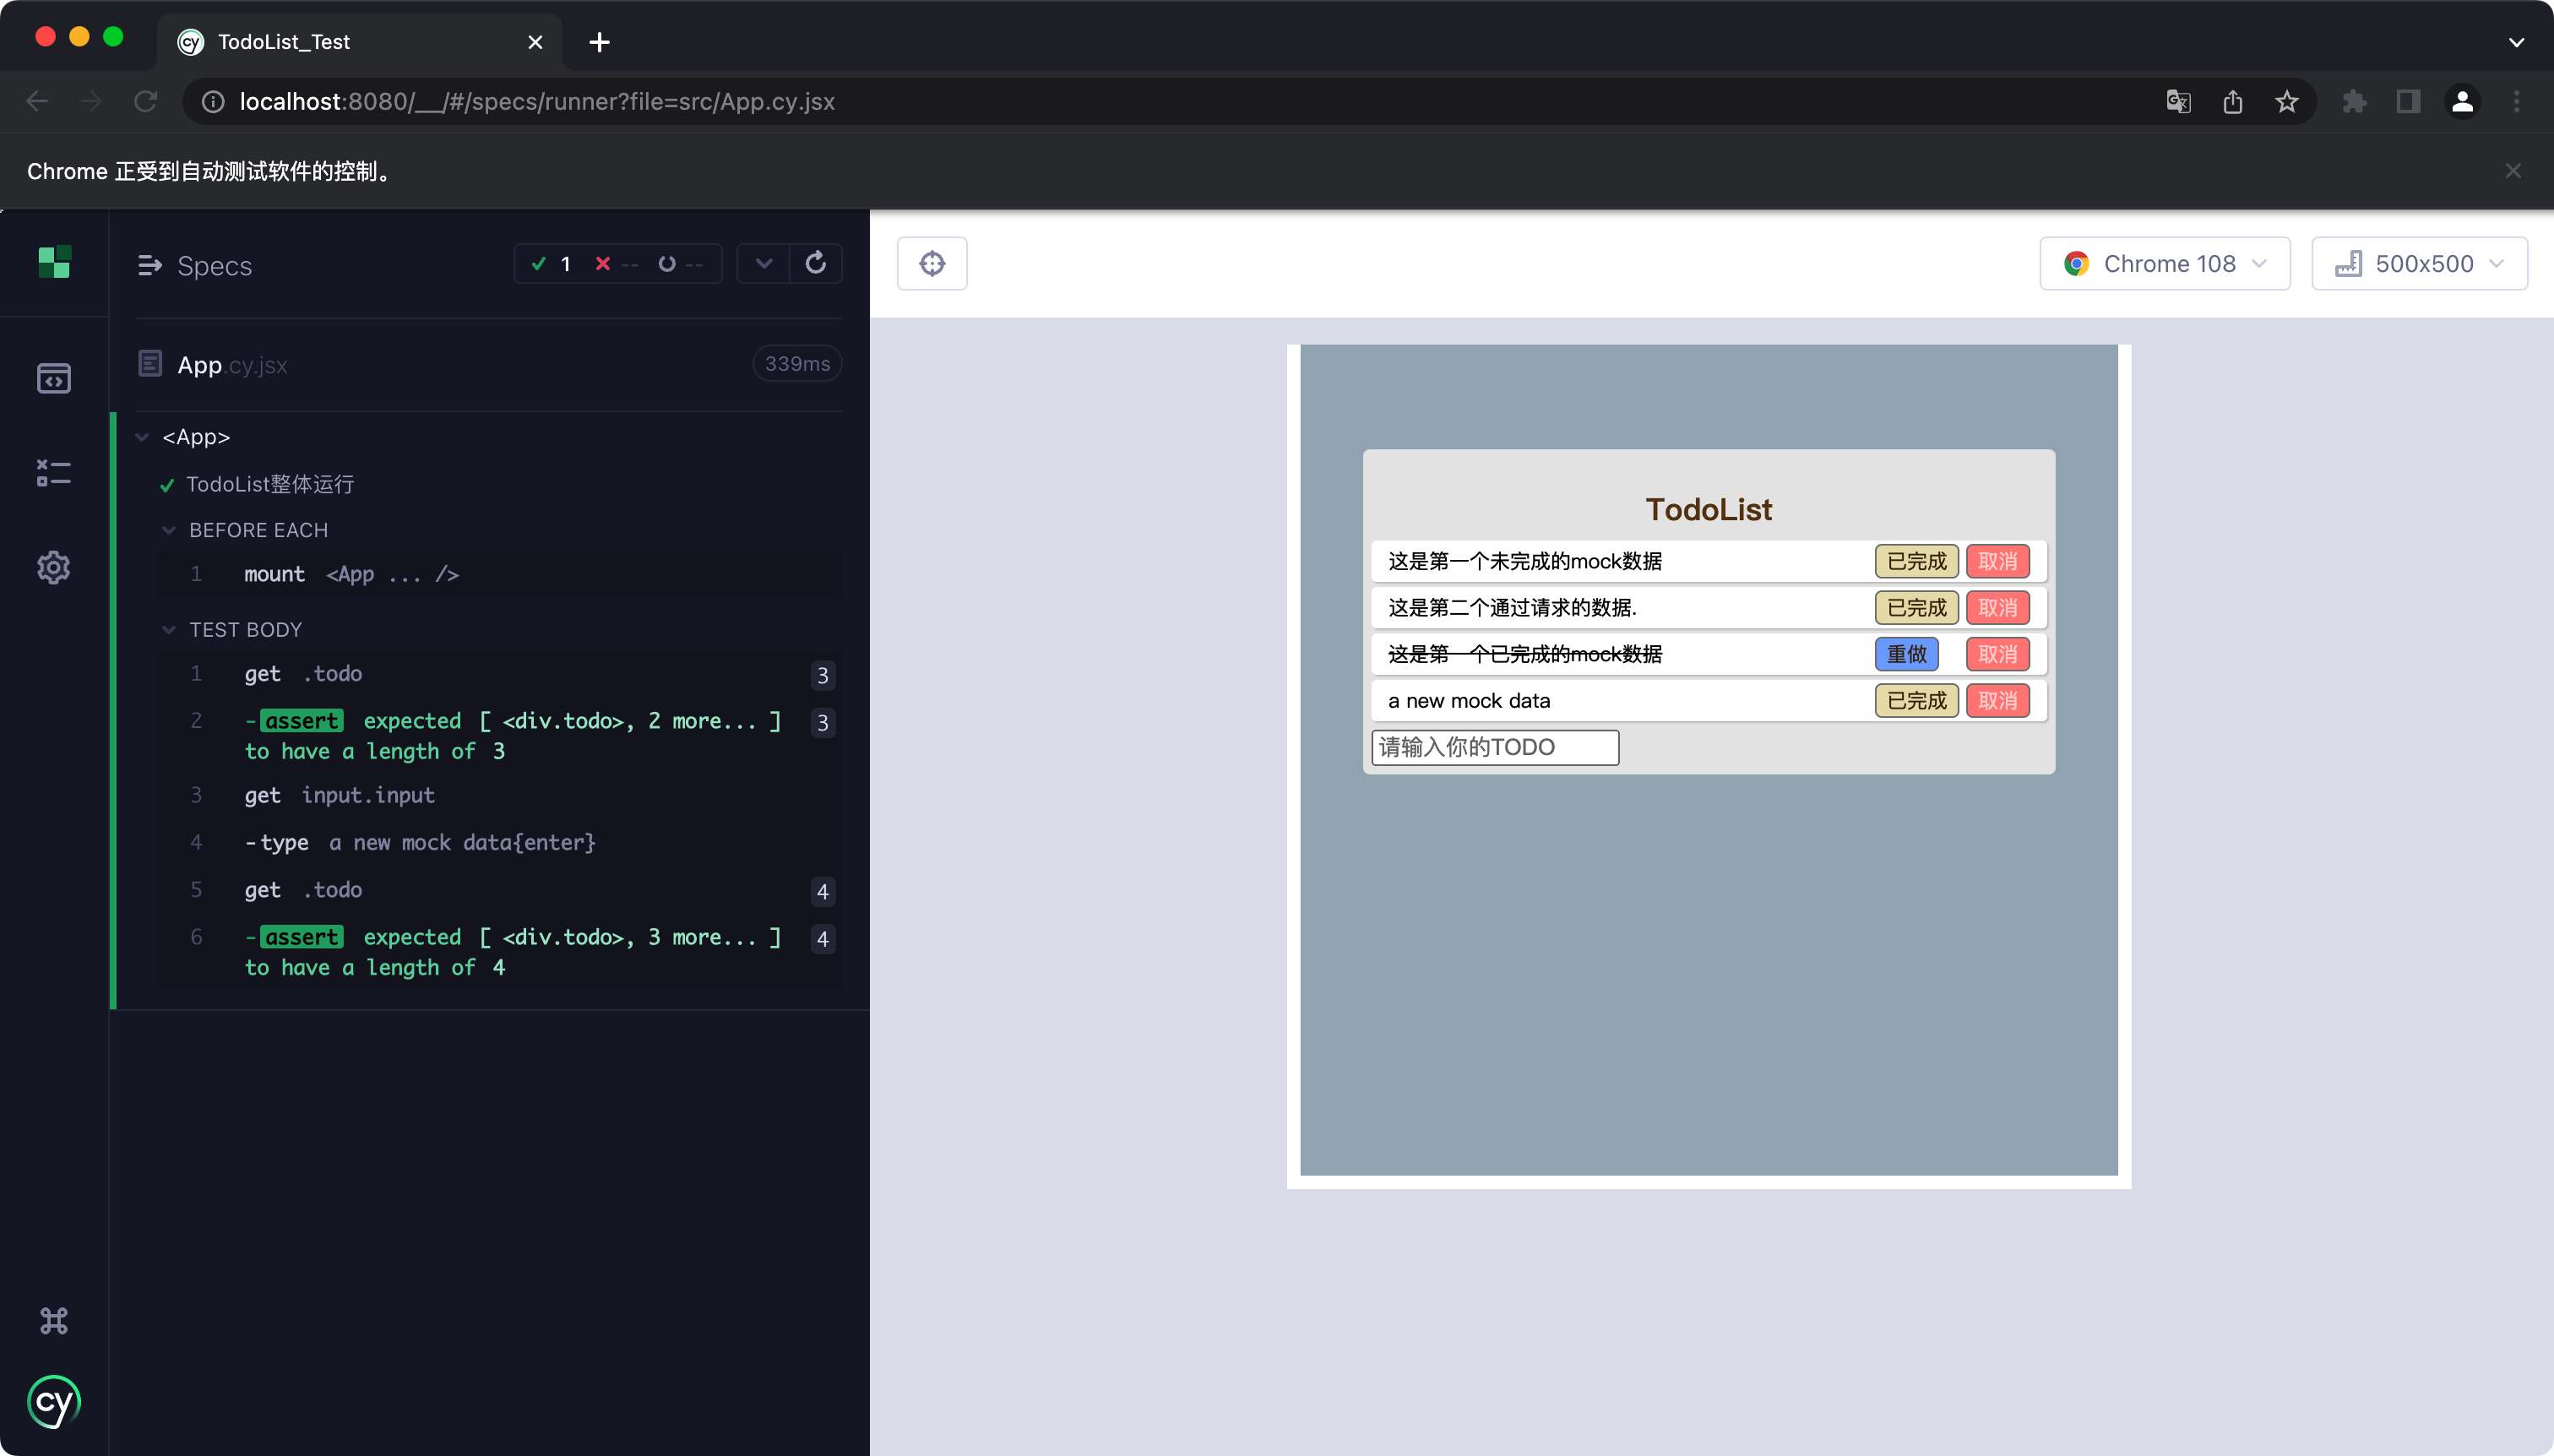 TodoList_Test
localhost:8080/__/#/specs/runner?file=src/App.cy.jsx
Chrome 正受到自动测试软件的控制。
Specs
1 -- --
Chrome 108
500x500
App.cy.jsx
339ms
<App>
TodoList整体运行
BEFORE EACH
1 mount <App ... />
TEST BODY
1 get .todo 3
2 -assert expected [ <div.todo>, 2 more... ] 3
to have a length of 3
3 get input.input
4 -type a new mock data{enter}
5 get .todo 4
6 -assert expected [ <div.todo>, 3 more... ] 4
to have a length of 4
cy
TodoList
这是第一个未完成的mock数据 已完成 取消
这是第二个通过请求的数据. 已完成 取消
这是第一个已完成的mock数据 重做 取消
a new mock data 已完成 取消
请输入你的TODO